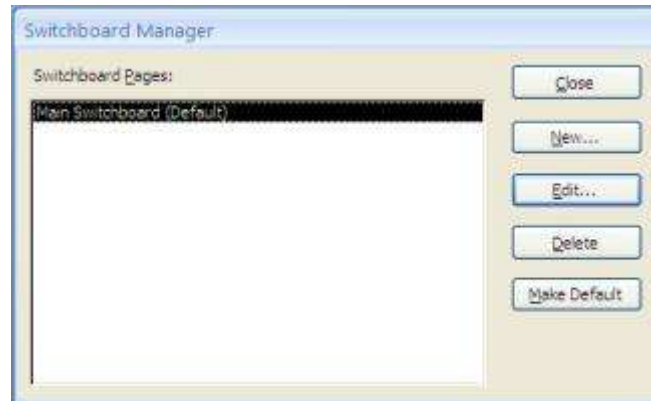 Switchboard Manager
Switchboard Pages:
Main Switchboard (Default)
Close
New...
Edit...
Delete
Make Default